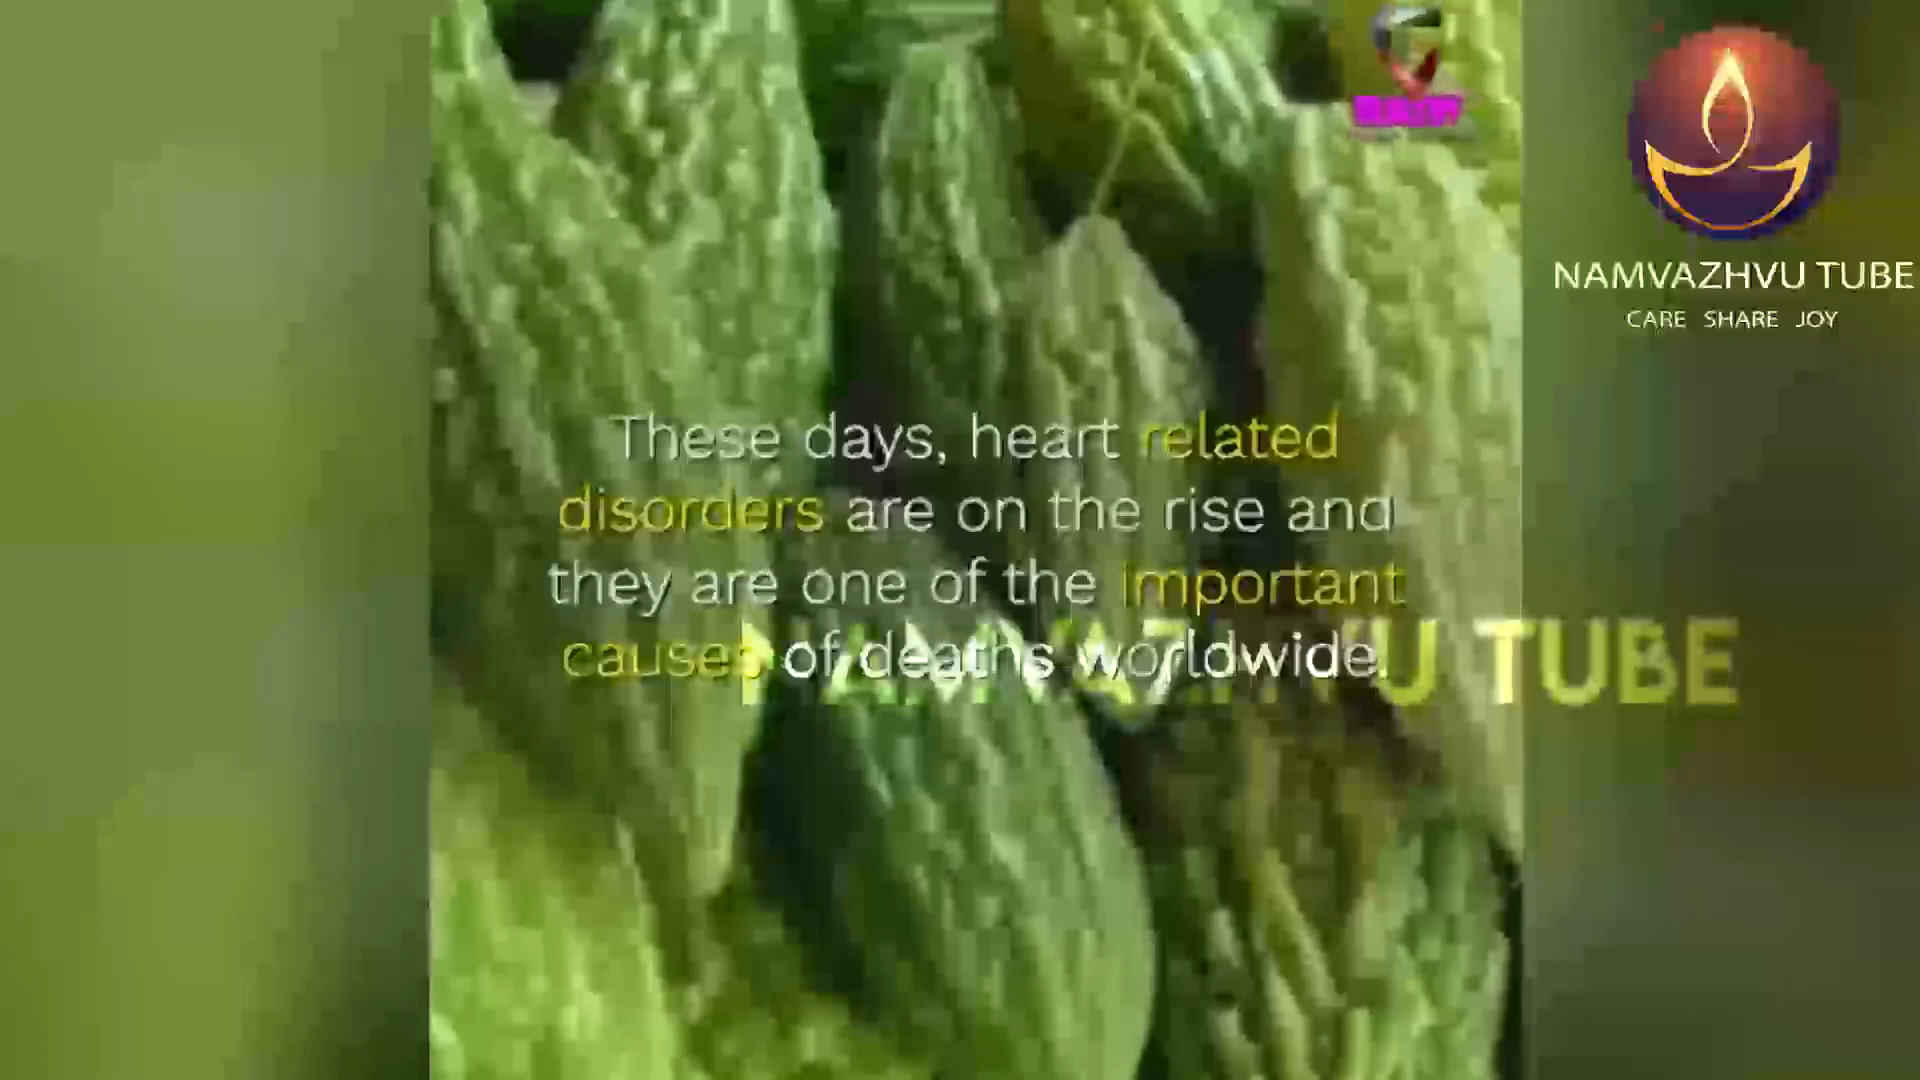 NAMVAZHVU TUBE
CARE SHARE JOY
These days, heart related
disorders are on the rise and
they are one of the important
causes of deaths worldwide.
NAMVAZHVU TUBE